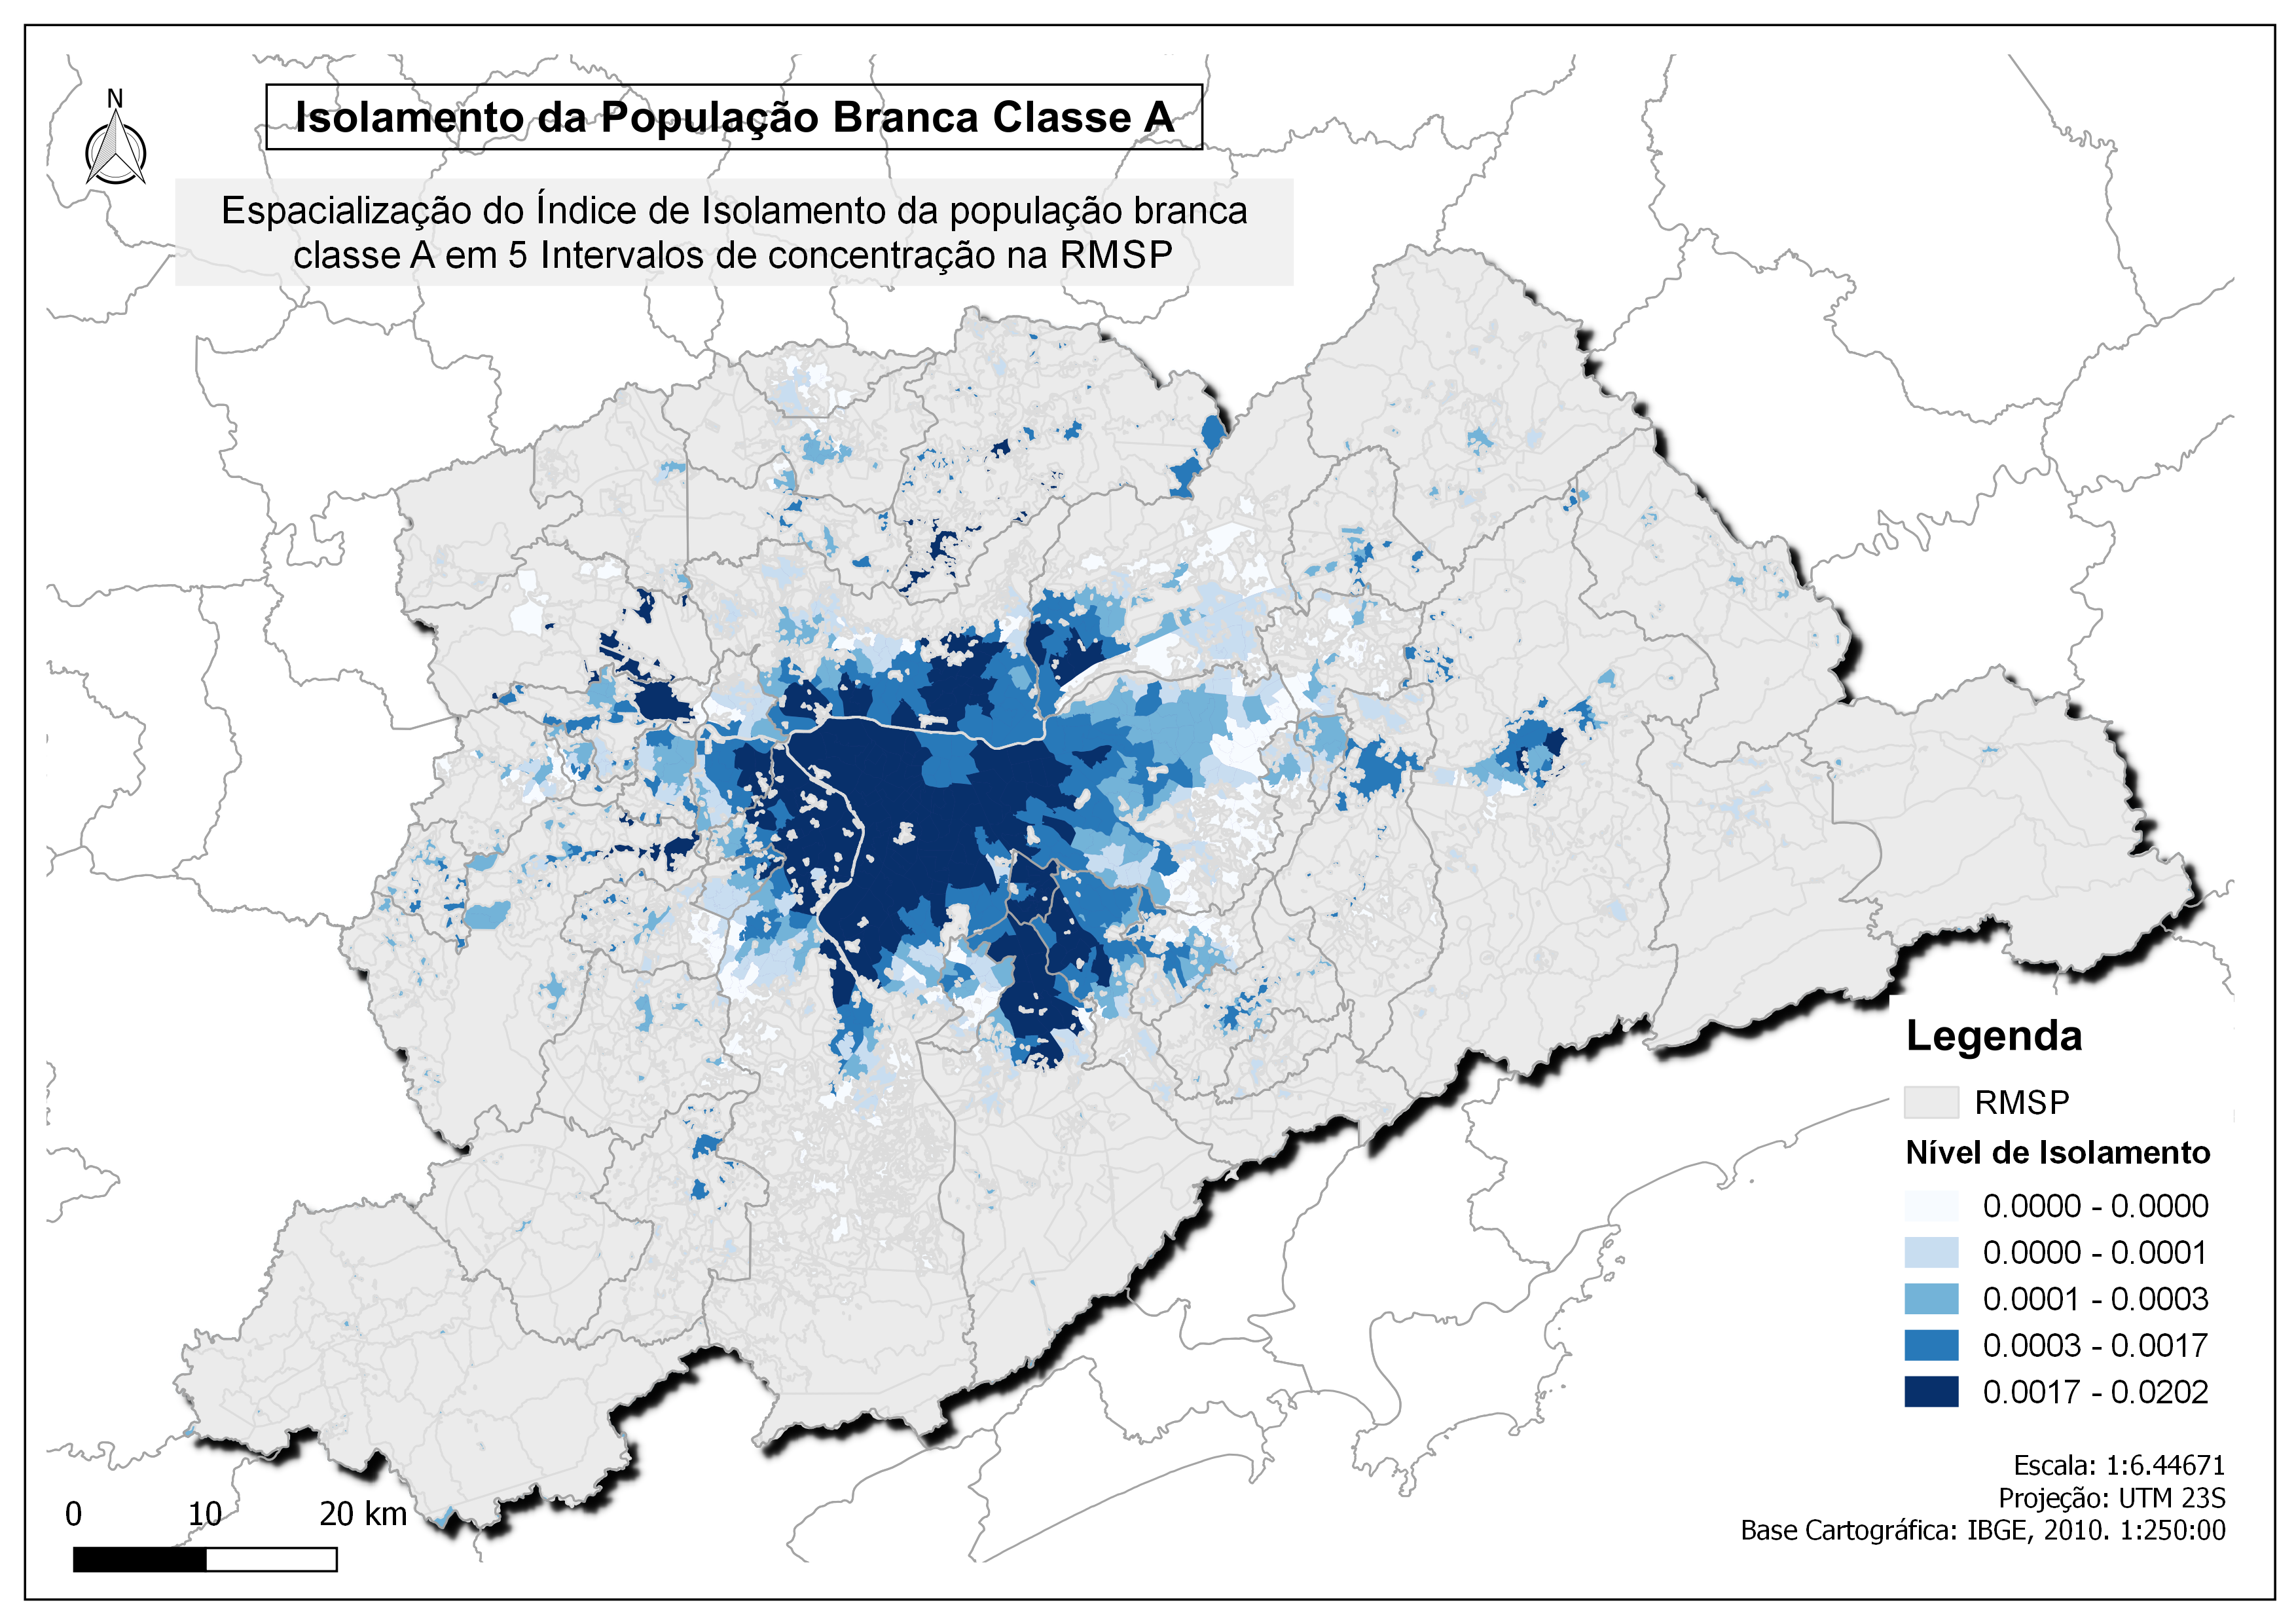 N
Isolamento da População Branca Classe A
Espacialização do Índice de Isolamento da população branca
classe A em 5 Intervalos de concentração na RMSP
Legenda
RMSP
Nível de Isolamento
0.0000 - 0.0000
0.0000 - 0.0001
0.0001 - 0.0003
0.0003 - 0.0017
0.0017 - 0.0202
Escala: 1:6.44671
Projeção: UTM 23S
Base Cartográfica: IBGE, 2010. 1:250:00
0 10 20 km